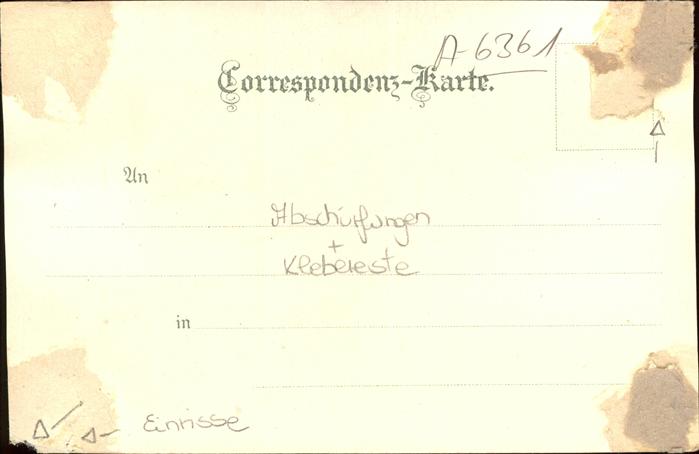 A-6361
Correspondenz-Karte.
An
Abschürfungen
+
Klebereste
in
Einrisse